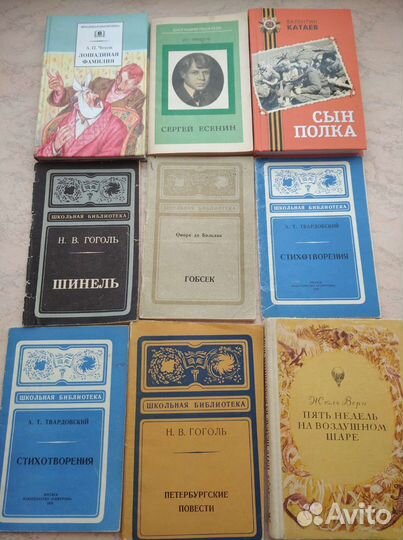 А. П. Чехов
ЛОШАДИНАЯ
ФАМИЛИЯ
СЕРГЕЙ ЕСЕНИН
ВАЛЕНТИН
КАТАЕВ
СЫН
ПОЛКА
ШКОЛЬНАЯ БИБЛИОТЕКА
Н. В. ГОГОЛЬ
ШИНЕЛЬ
ШКОЛЬНАЯ БИБЛИОТЕКА
Оноре де Бальзак
ГОБСЕК
ШКОЛЬНАЯ БИБЛИОТЕКА
А. Т. ТВАРДОВСКИЙ
СТИХОТВОРЕНИЯ
ШКОЛЬНАЯ БИБЛИОТЕКА
А. Т. ТВАРДОВСКИЙ
СТИХОТВОРЕНИЯ
ШКОЛЬНАЯ БИБЛИОТЕКА
Н. В. ГОГОЛЬ
ПЕТЕРБУРГСКИЕ
ПОВЕСТИ
Жюль Верн
ПЯТЬ НЕДЕЛЬ
НА ВОЗДУШНОМ
ШАРЕ
Avito